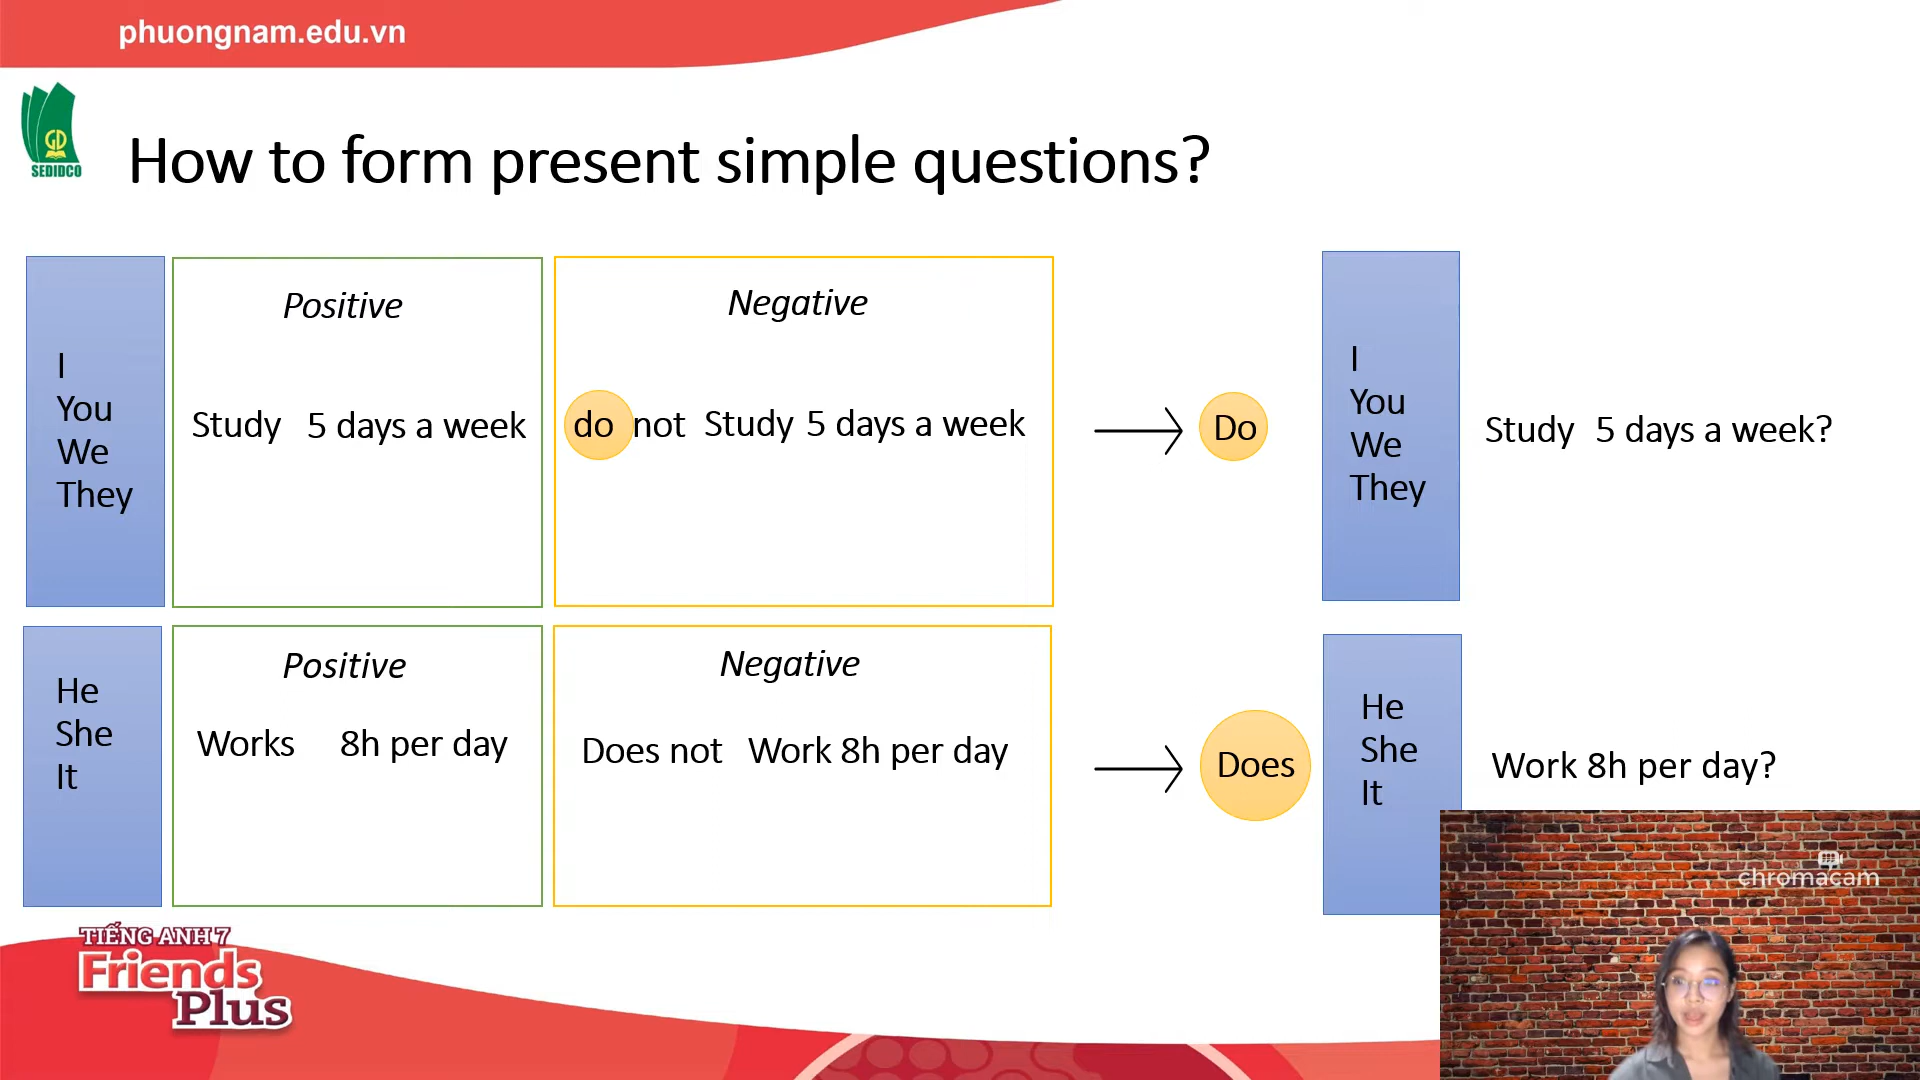 phuongnam.edu.vn
GD
SEDIDCO
How to form present simple questions?
I
You
We
They
Positive
Study 5 days a week
Negative
do not Study 5 days a week
Do
I
You
We
They
Study 5 days a week?
He
She
It
Positive
Works 8h per day
Negative
Does not Work 8h per day
Does
He
She
It
Work 8h per day?
chromacam
TIẾNG ANH 7
Friends
Plus